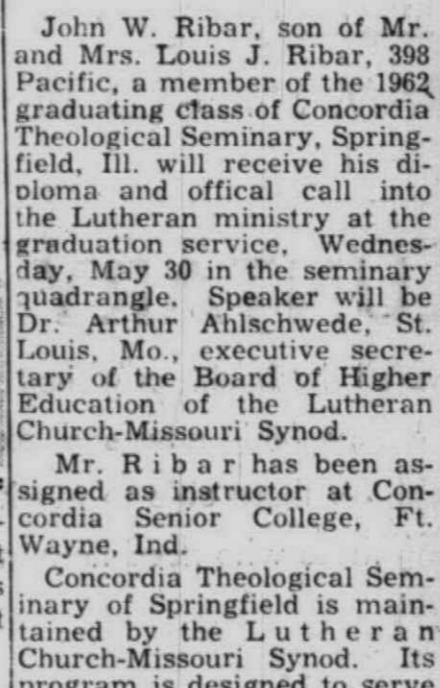 John W. Ribar, son of Mr.
and Mrs. Louis J. Ribar, 398
Pacific, a member of the 1962
graduating class of Concordia
Theological Seminary, Spring-
field, Ill. will receive his di-
ploma and offical call into
the Lutheran ministry at the
graduation service, Wednes-
day, May 30 in the seminary
quadrangle. Speaker will be
Dr. Arthur Ahlschwede, St.
Louis, Mo., executive secre-
tary of the Board of Higher
Education of the Lutheran
Church-Missouri Synod.
Mr. Ribar has been as-
signed as instructor at Con-
cordia Senior College, Ft.
Wayne, Ind.
Concordia Theological Sem-
inary of Springfield is main-
tained by the Lutheran
Church-Missouri Synod. Its
program is designed to serve